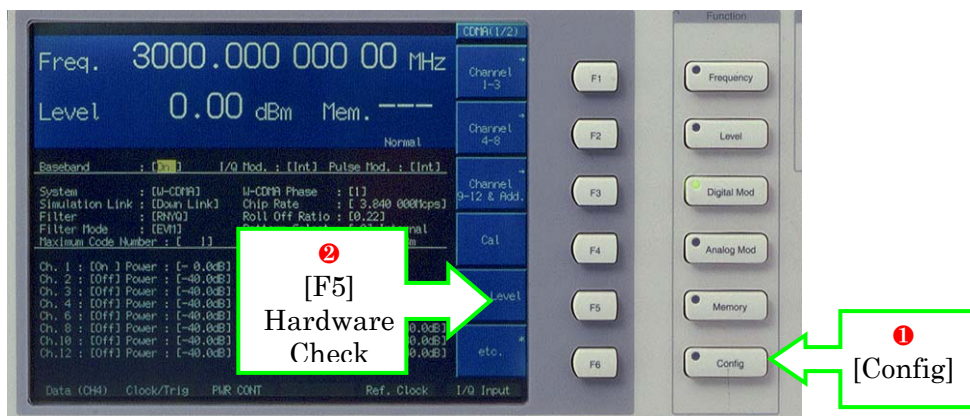 Function
CDMA(1/2)
Freq. 3000.000 000 00 MHz
Level 0.00 dBm Mem. ---
Normal
Channel
1-3
Channel
4-8
Channel
9-12 & Add.
Cal
Level
etc.
Baseband : [On ] I/Q Mod. : [Int] Pulse Mod. : [Int]
System : [W-CDMA] W-CDMA Phase : [1]
Simulation Link : [Down Link] Chip Rate : [ 3.840 000Mcps]
Filter : [RNYQ] Roll Off Ratio : [0.22]
Filter Mode : [EVM]
Maximum Code Number : [ 1]
Ch. 1 : [On ] Power : [- 0.0dB]
Ch. 2 : [Off] Power : [-40.0dB]
Ch. 3 : [Off] Power : [-40.0dB]
Ch. 4 : [Off] Power : [-40.0dB]
Ch. 6 : [Off] Power : [-40.0dB]
Ch. 8 : [Off] Power : [-40.0dB] 0.0dB]
Ch.10 : [Off] Power : [-40.0dB] 0.0dB]
Ch.12 : [Off] Power : [-40.0dB] 0.0dB]
Data (CH4) Clock/Trig PWR CONT Ref. Clock I/Q Input
F1
F2
F3
F4
F5
F6
Frequency
Level
Digital Mod
Analog Mod
Memory
Config
❷
[F5]
Hardware
Check
❶
[Config]